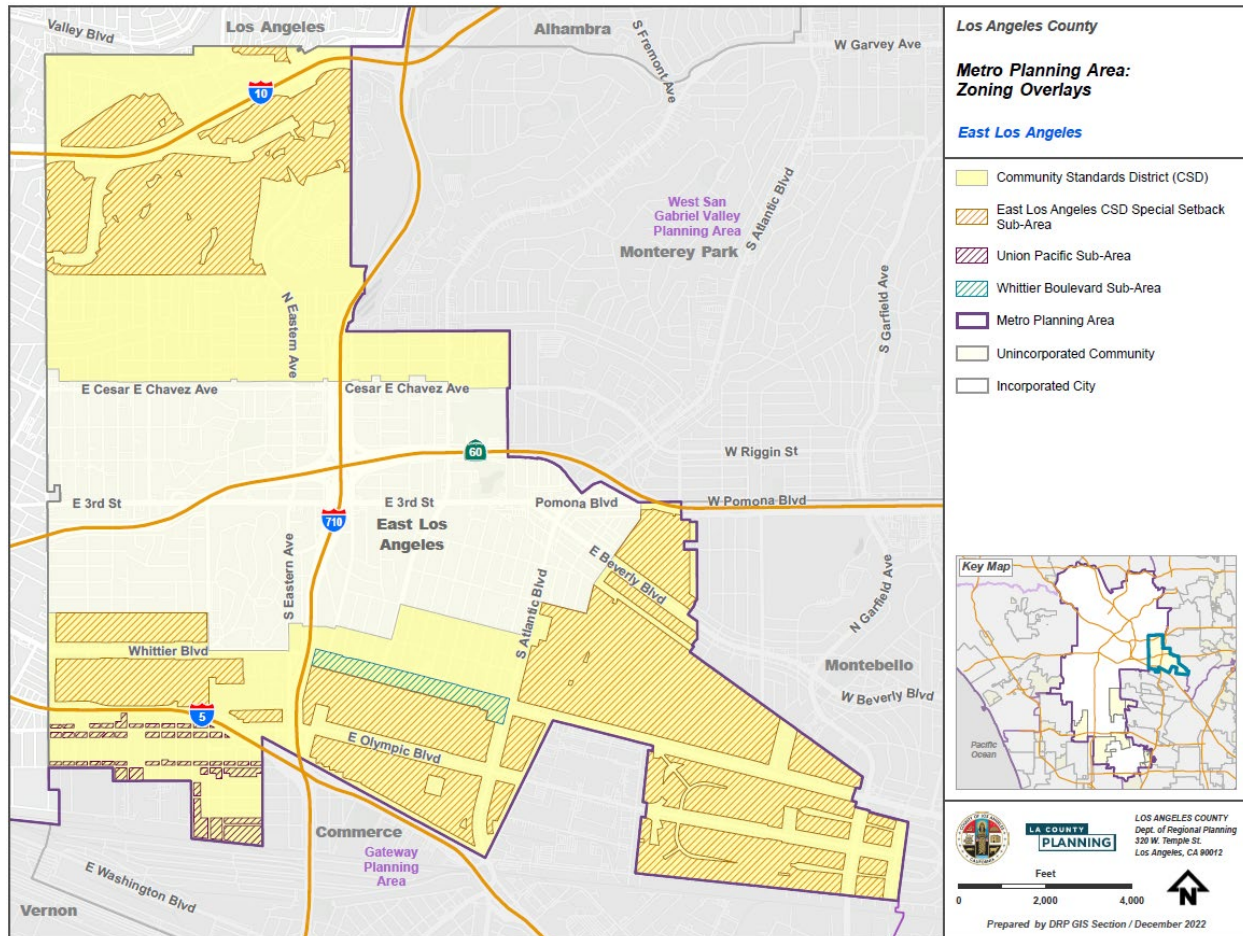 Los Angeles
Valley Blvd
Alhambra
S Fremont Ave
W Garvey Ave
10
West San
Gabriel Valley
Planning Area
Monterey Park
S Atlantic Blvd
S Garfield Ave
N Eastern Ave
E Cesar E Chavez Ave
Cesar E Chavez Ave
60
W Riggin St
E 3rd St
E 3rd St
Pomona Blvd
W Pomona Blvd
710
East Los
Angeles
S Eastern Ave
E Beverly Blvd
S Atlantic Blvd
N Garfield Ave
Whittier Blvd
Montebello
W Beverly Blvd
5
E Olympic Blvd
Commerce
Gateway
Planning
Area
E Washington Blvd
Vernon
Los Angeles County
Metro Planning Area:
Zoning Overlays
East Los Angeles
Community Standards District (CSD)
East Los Angeles CSD Special Setback
Sub-Area
Union Pacific Sub-Area
Whittier Boulevard Sub-Area
Metro Planning Area
Unincorporated Community
Incorporated City
Key Map
Pacific
Ocean
LA COUNTY
PLANNING
LOS ANGELES COUNTY
Dept. of Regional Planning
320 W. Temple St.
Los Angeles, CA 90012
Feet
0 2,000 4,000
N
Prepared by DRP GIS Section / December 2022